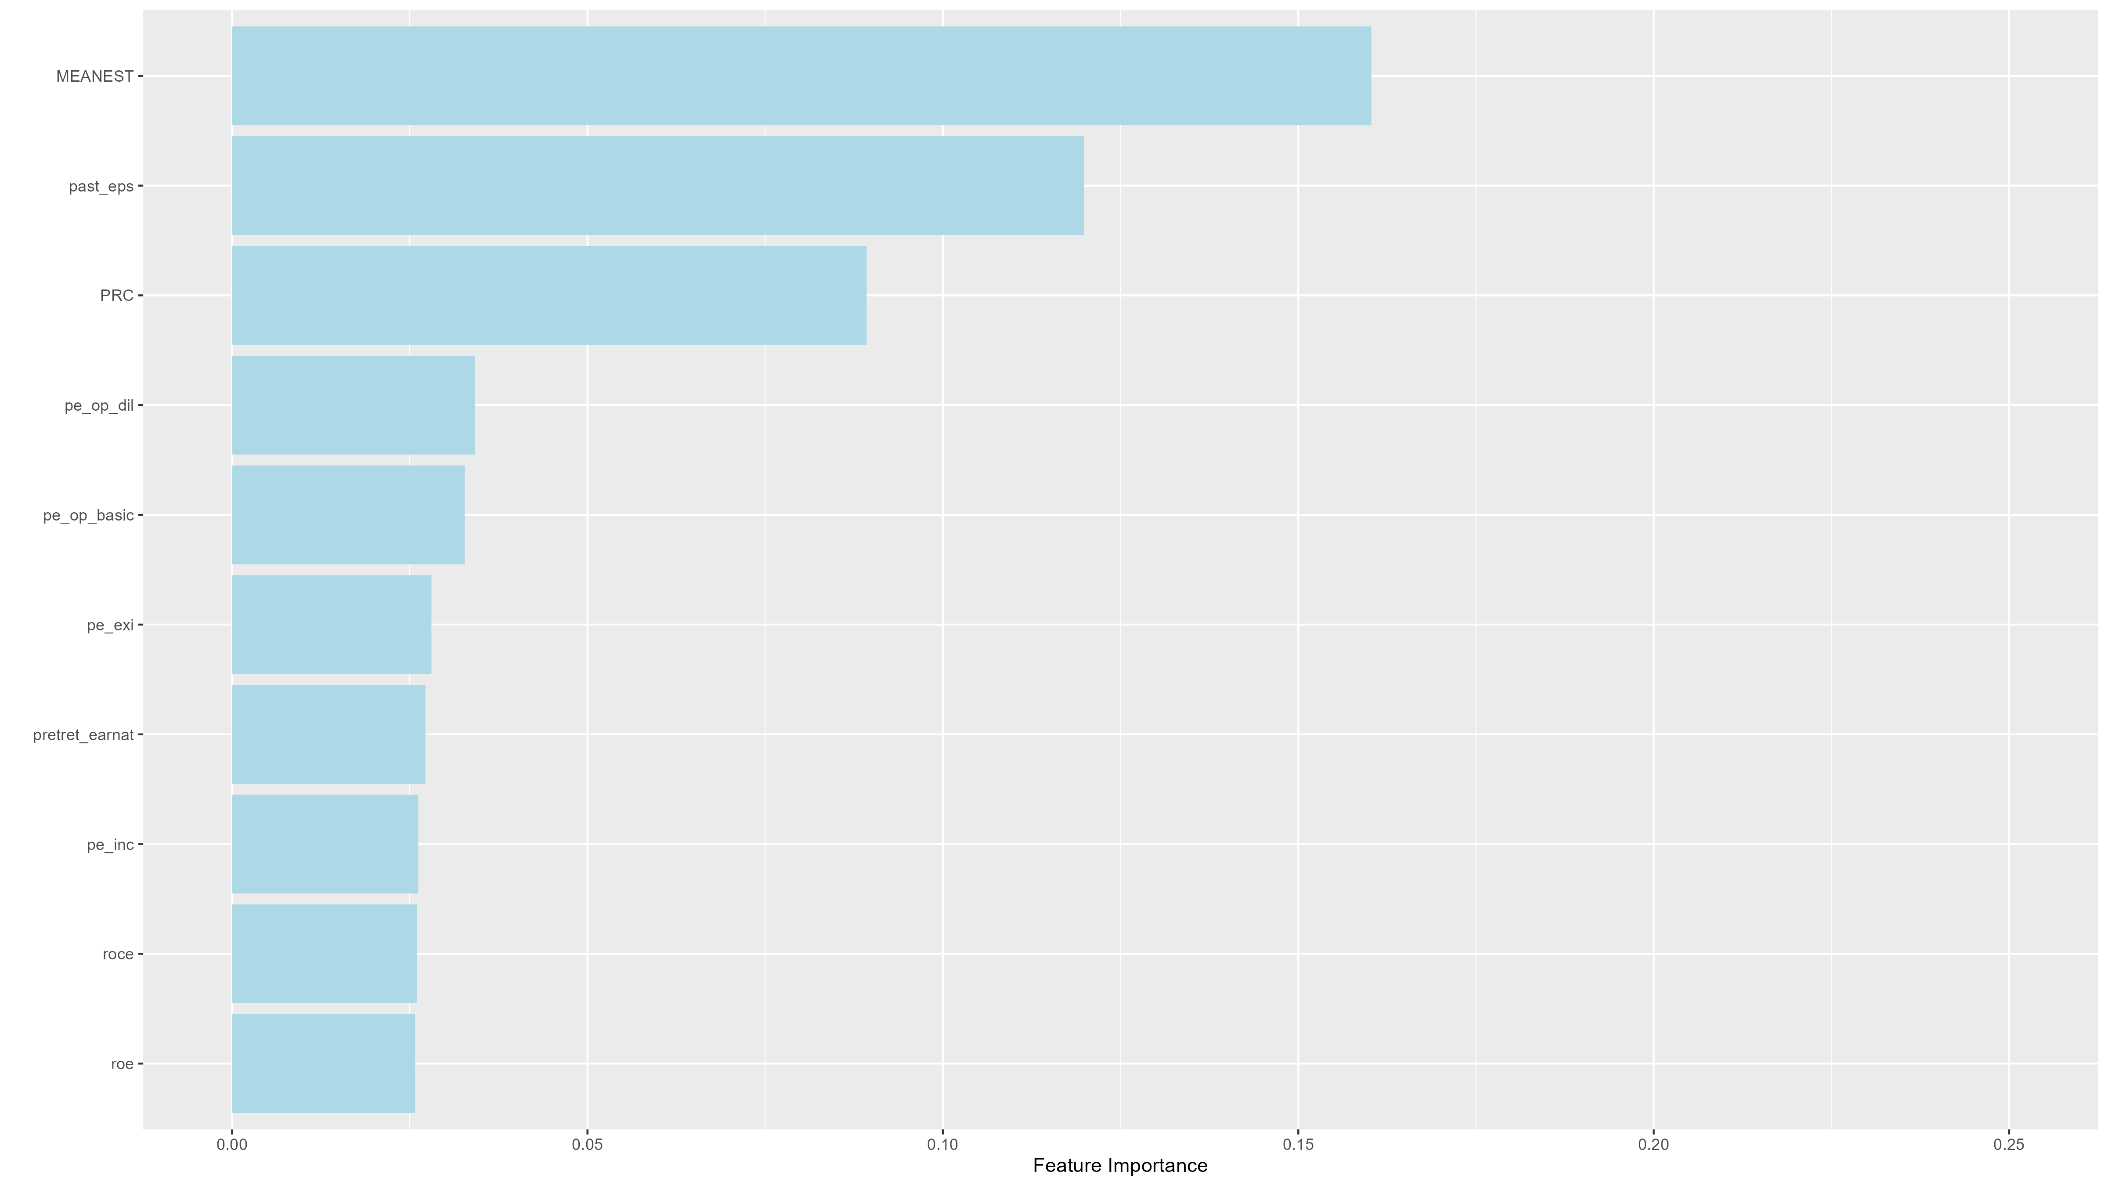 MEANEST
past_eps
PRC
pe_op_dil
pe_op_basic
pe_exi
pretret_earnat
pe_inc
roce
roe
0.00 0.05 0.10 0.15 0.20 0.25
Feature Importance